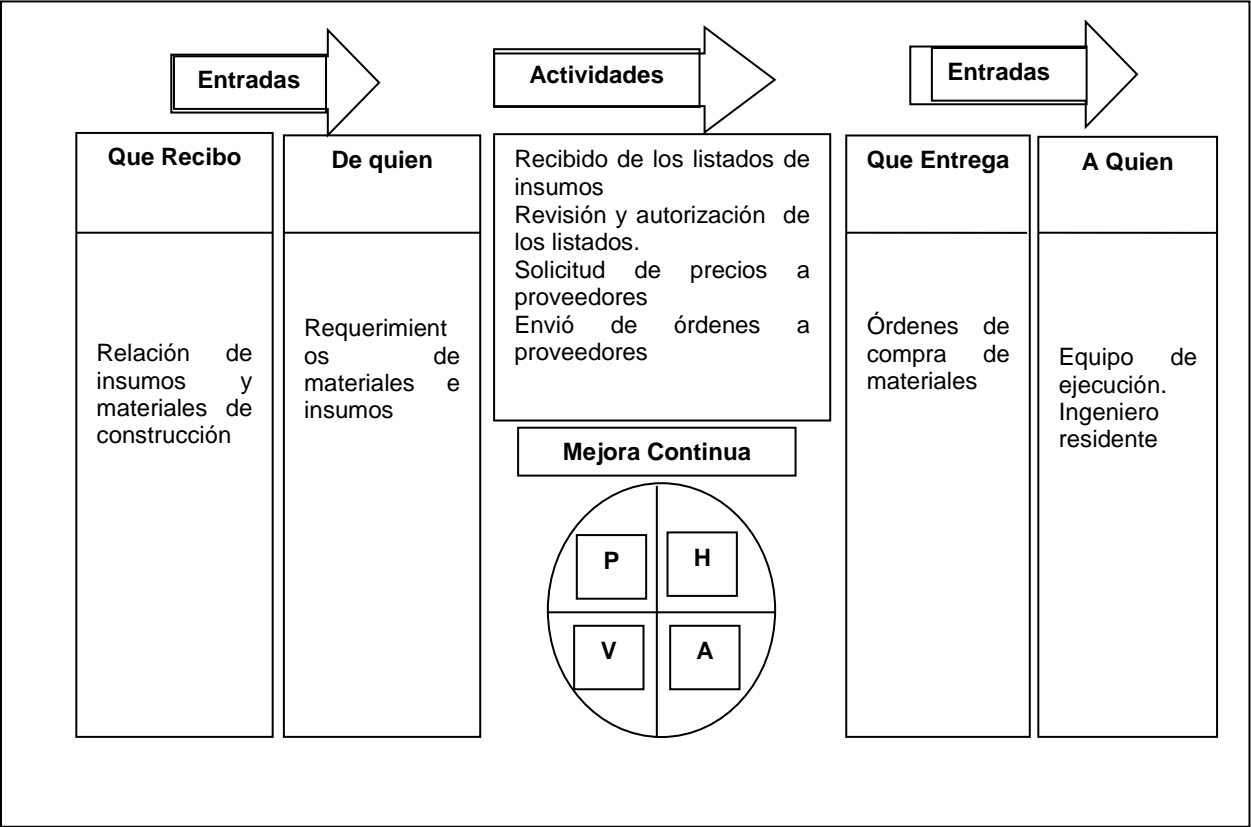 Entradas
Actividades
Entradas
Que Recibo
De quien
Recibido de los listados de
insumos
Revisión y autorización de
los listados.
Solicitud de precios a
proveedores
Envió de órdenes a
proveedores
Que Entrega
A Quien
Relación de
insumos y
materiales de
construcción
Requerimient
os de
materiales e
insumos
Órdenes de
compra de
materiales
Equipo de
ejecución.
Ingeniero
residente
Mejora Continua
P
H
V
A